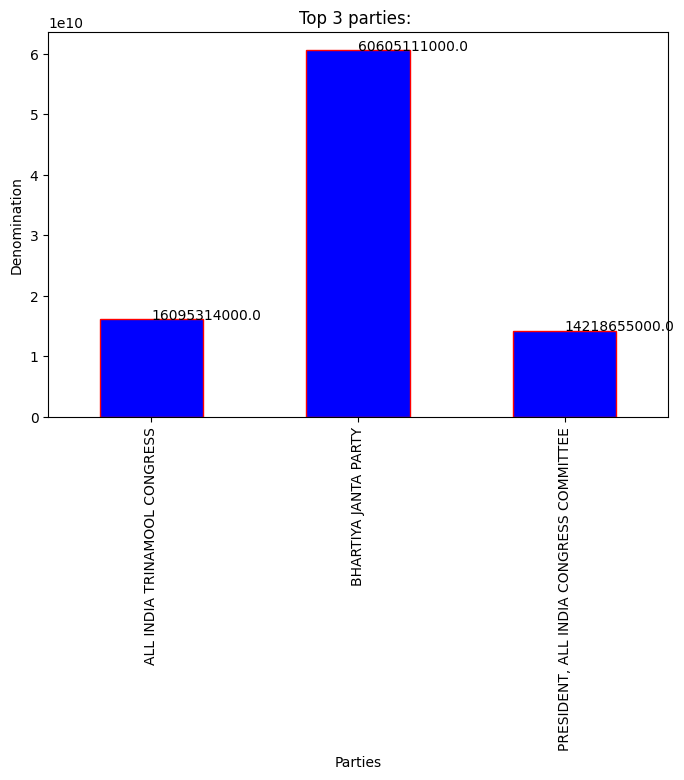 Top 3 parties:
1e10
6
5
4
3
2
1
0
Denomination
16095314000.0
60605111000.0
14218655000.0
ALL INDIA TRINAMOOL CONGRESS
BHARTIYA JANTA PARTY
PRESIDENT, ALL INDIA CONGRESS COMMITTEE
Parties